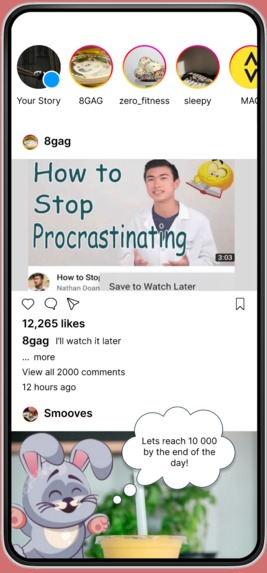 Your Story 8GAG zero_fitness sleepy MAC
8gag
How to
Stop
Procrastinating
3:03
How to Stop
Nathan Doan
Save to Watch Later
12,265 likes
8gag I'll watch it later
... more
View all 2000 comments
12 hours ago
Smooves
Lets reach 10 000
by the end of the
day!